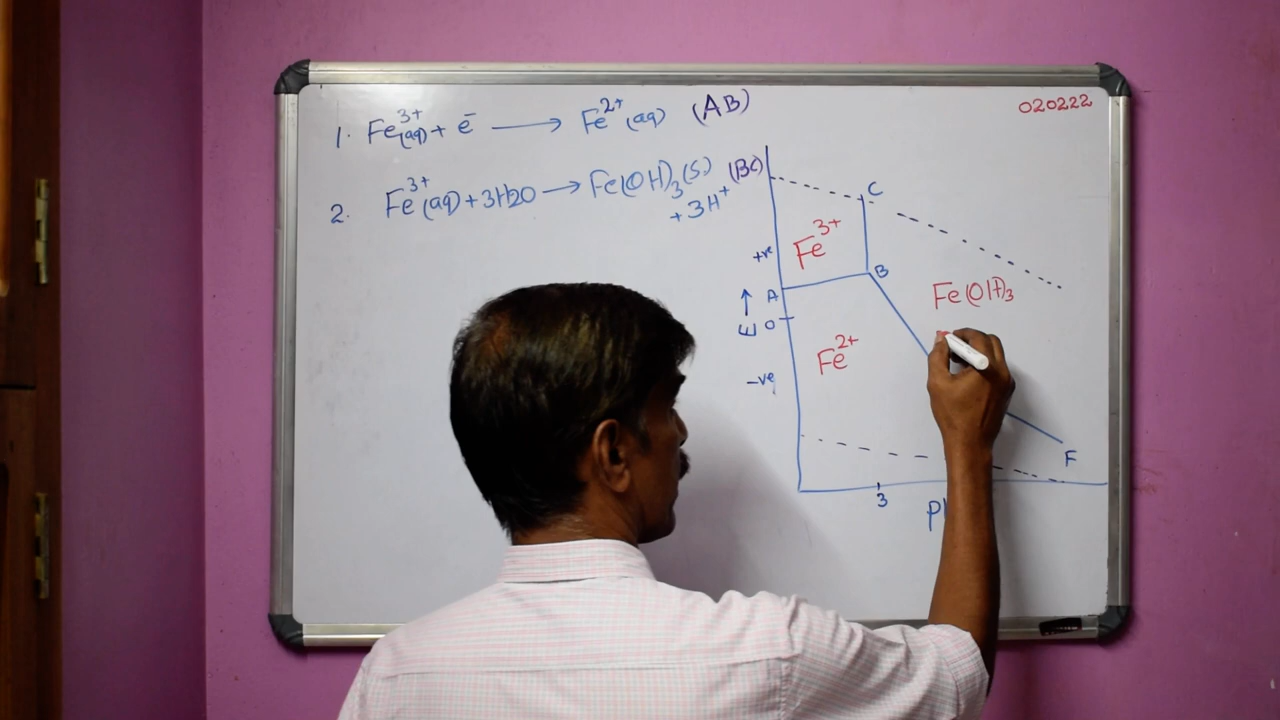 020222
1. Fe³⁺(aq) + e⁻ ⟶ Fe²⁺(aq) (AB)
2. Fe³⁺(aq) + 3H2O ⟶ Fe(OH)₃(S) (BC)
+ 3H⁺
C
+ve
Fe³⁺
B
A
Fe(OH)₃
E →
O
Fe²⁺
-ve
F
3